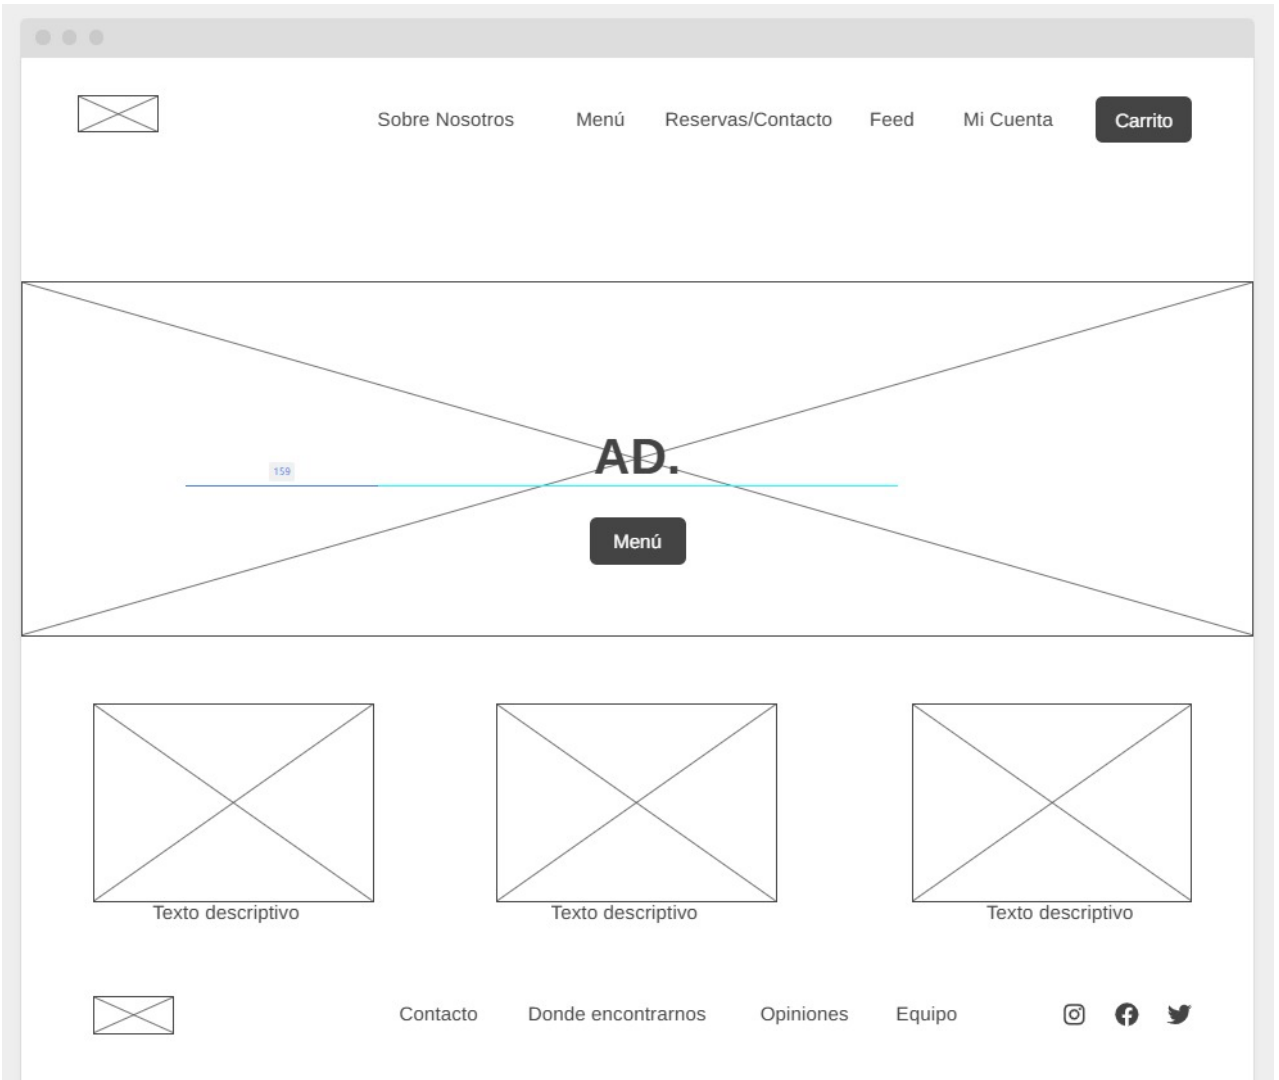 Sobre Nosotros Menú Reservas/Contacto Feed Mi Cuenta Carrito
AD.
159
Menú
Texto descriptivo Texto descriptivo Texto descriptivo
Contacto Donde encontrarnos Opiniones Equipo